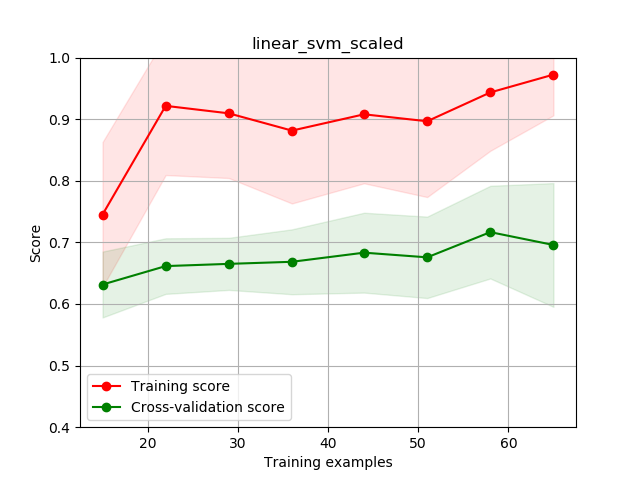 linear_svm_scaled
1.0
0.9
0.8
0.7
0.6
0.5
0.4
Score
Training score
Cross-validation score
20 30 40 50 60
Training examples